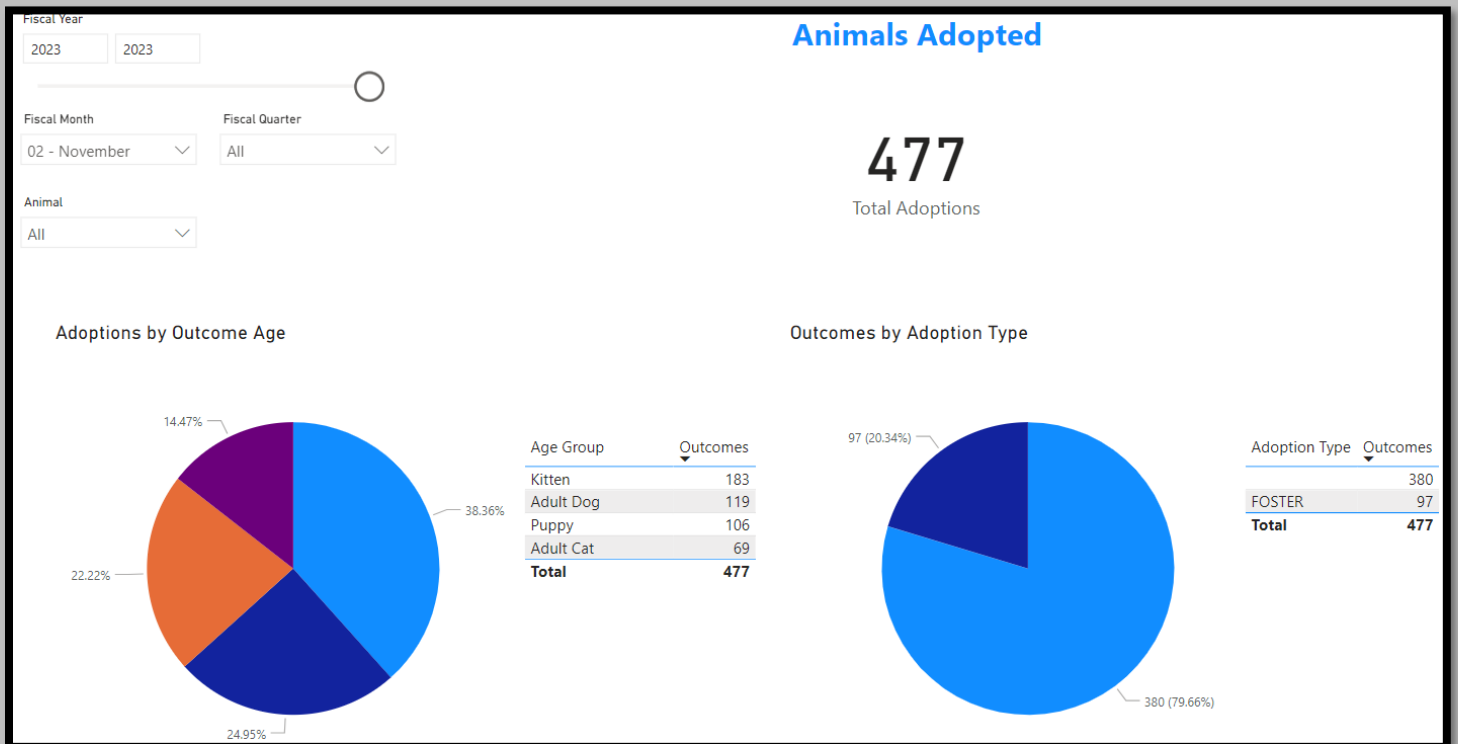 Fiscal Year
2023 2023
Fiscal Month Fiscal Quarter
02 - November All
Animal
All
Animals Adopted
477
Total Adoptions
Adoptions by Outcome Age
14.47%
38.36%
22.22%
24.95%
Age Group Outcomes
Kitten 183
Adult Dog 119
Puppy 106
Adult Cat 69
Total 477
Outcomes by Adoption Type
97 (20.34%)
380 (79.66%)
Adoption Type Outcomes
380
FOSTER 97
Total 477